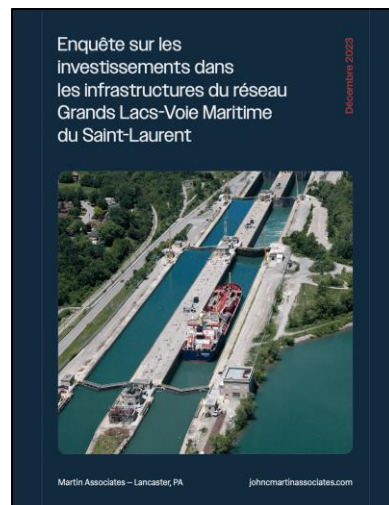 Enquête sur les
investissements dans
les infrastructures du réseau
Grands Lacs-Voie Maritime
du Saint-Laurent
Décembre 2023
Martin Associates – Lancaster, PA
johncmartinassociates.com